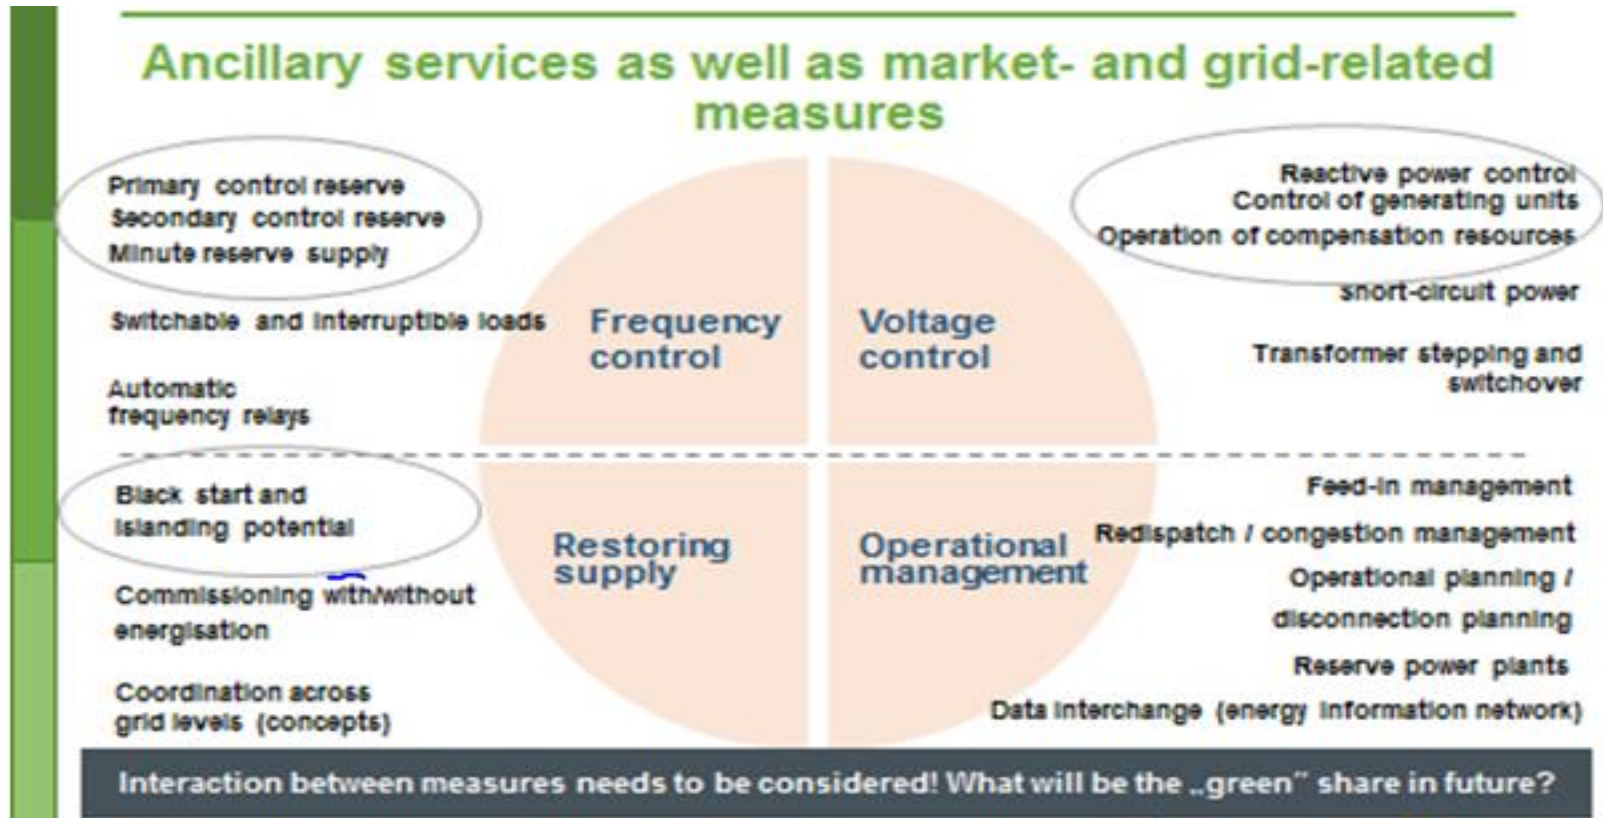 Ancillary services as well as market- and grid-related
measures
Primary control reserve
Secondary control reserve
Minute reserve supply
Switchable and interruptible loads
Automatic
frequency relays
Frequency
control
Voltage
control
Reactive power control
Control of generating units
Operation of compensation resources
Short-circuit power
Transformer stepping and
switchover
Black start and
islanding potential
Commissioning with/without
energisation
Coordination across
grid levels (concepts)
Restoring
supply
Operational
management
Feed-in management
Redispatch / congestion management
Operational planning /
disconnection planning
Reserve power plants
Data interchange (energy information network)
Interaction between measures needs to be considered! What will be the „green” share in future?